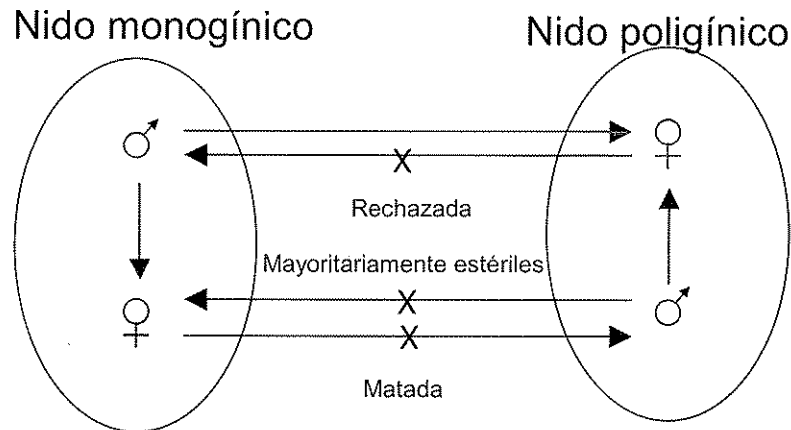 Nido monogínico
Nido poligínico
X
Rechazada
Mayoritariamente estériles
X
X
Matada